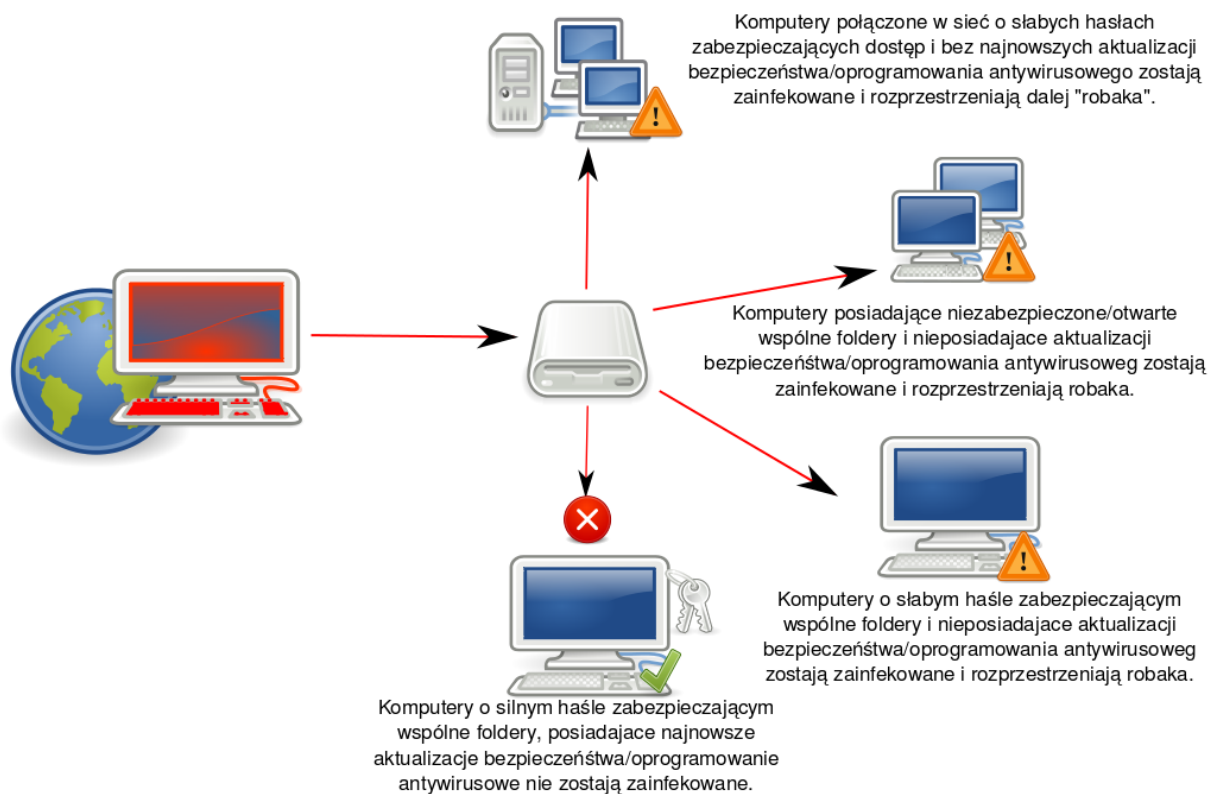 Komputery połączone w sieć o słabych hasłach
zabezpieczających dostęp i bez najnowszych aktualizacji
bezpieczeństwa/oprogramowania antywirusowego zostają
zainfekowane i rozprzestrzeniają dalej "robaka".
Komputery posiadające niezabezpieczone/otwarte
wspólne foldery i nieposiadajace aktualizacji
bezpieczeńśtwa/oprogramowania antywirusoweg zostają
zainfekowane i rozprzestrzeniają robaka.
Komputery o słabym haśle zabezpieczającym
wspólne foldery i nieposiadajace aktualizacji
bezpieczeńśtwa/oprogramowania antywirusoweg
zostają zainfekowane i rozprzestrzeniają robaka.
Komputery o silnym haśle zabezpieczającym
wspólne foldery, posiadajace najnowsze
aktualizacje bezpieczeńśtwa/oprogramowanie
antywirusowe nie zostają zainfekowane.